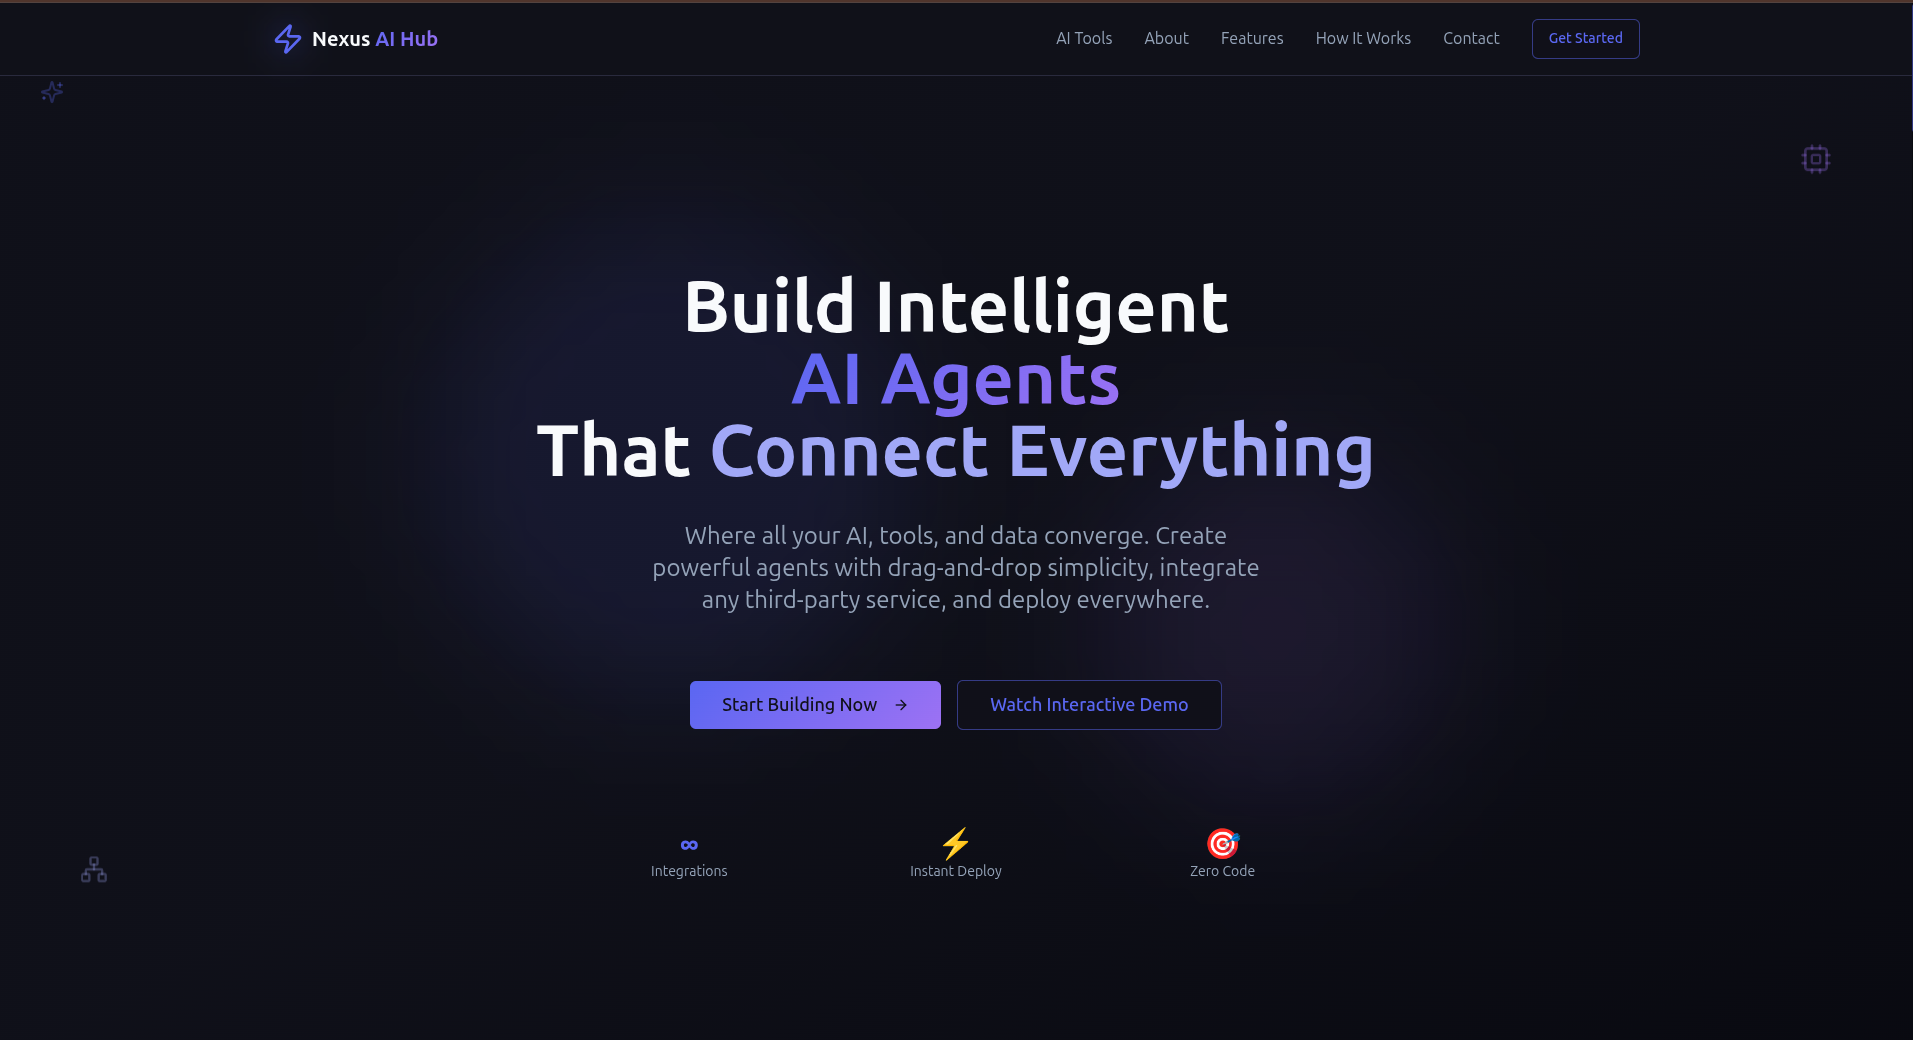 Nexus AI Hub
AI Tools
About
Features
How It Works
Contact
Get Started
Build Intelligent
AI Agents
That Connect Everything
Where all your AI, tools, and data converge. Create
powerful agents with drag-and-drop simplicity, integrate
any third-party service, and deploy everywhere.
Start Building Now →
Watch Interactive Demo
∞
Integrations
⚡
Instant Deploy
🎯
Zero Code